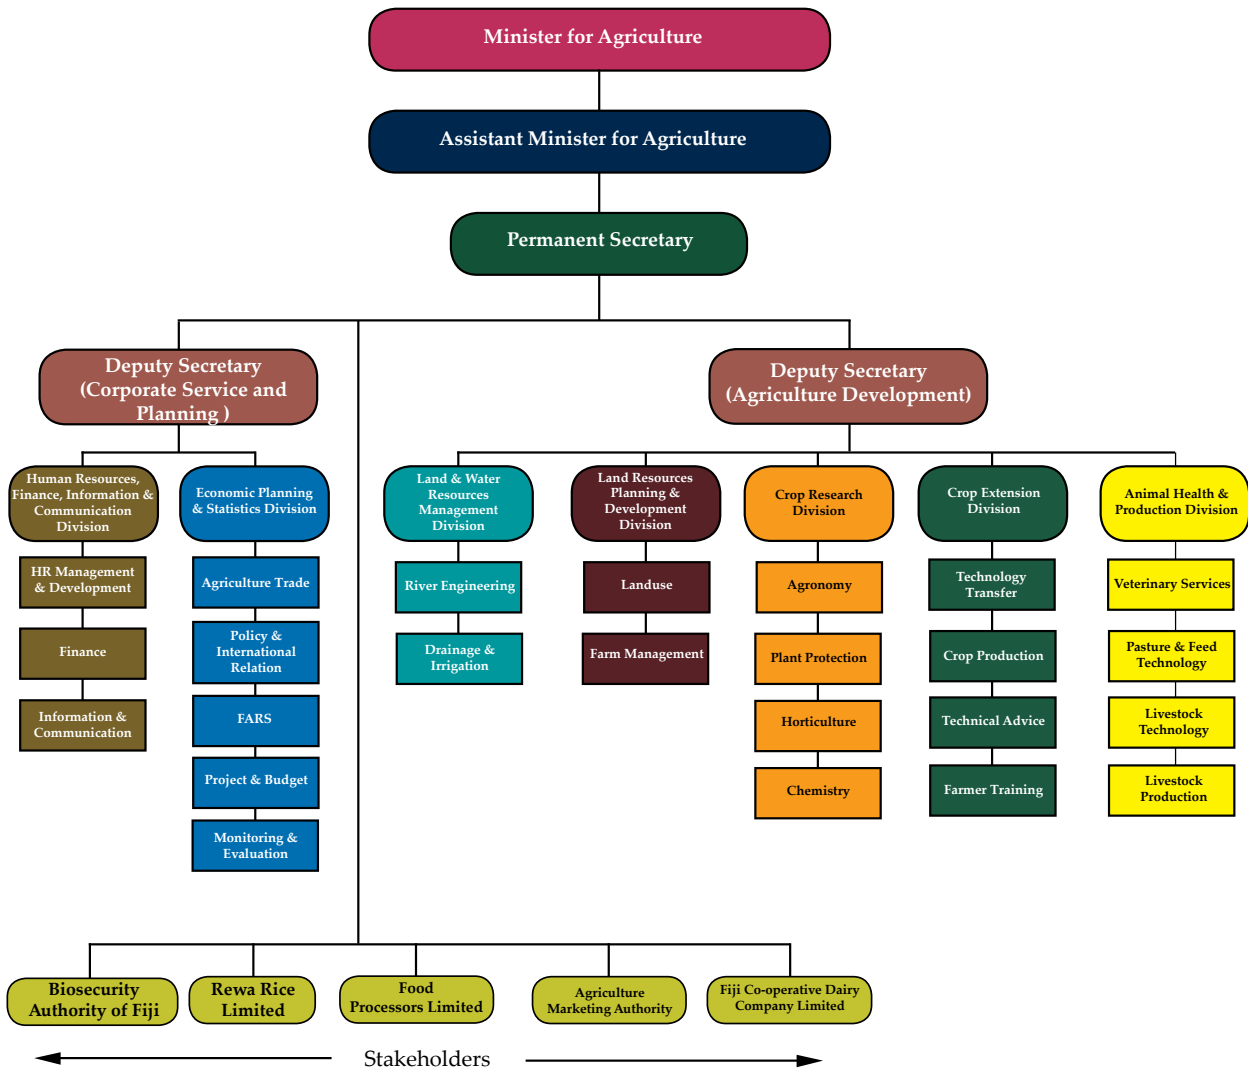 Minister for Agriculture
Assistant Minister for Agriculture
Permanent Secretary
Deputy Secretary
(Corporate Service and
Planning )
Deputy Secretary
(Agriculture Development)
Human Resources,
Finance, Information &
Communication
Division
Economic Planning
& Statistics Division
Land & Water
Resources
Management
Division
Land Resources
Planning &
Development
Division
Crop Research
Division
Crop Extension
Division
Animal Health &
Production Division
HR Management
& Development
Finance
Information &
Communication
Agriculture Trade
Policy &
International
Relation
FARS
Project & Budget
Monitoring &
Evaluation
River Engineering
Drainage &
Irrigation
Landuse
Farm Management
Agronomy
Plant Protection
Horticulture
Chemistry
Technology
Transfer
Crop Production
Technical Advice
Farmer Training
Veterinary Services
Pasture & Feed
Technology
Livestock
Technology
Livestock
Production
Biosecurity
Authority of Fiji
Rewa Rice
Limited
Food
Processors Limited
Agriculture
Marketing Authority
Fiji Co-operative Dairy
Company Limited
Stakeholders